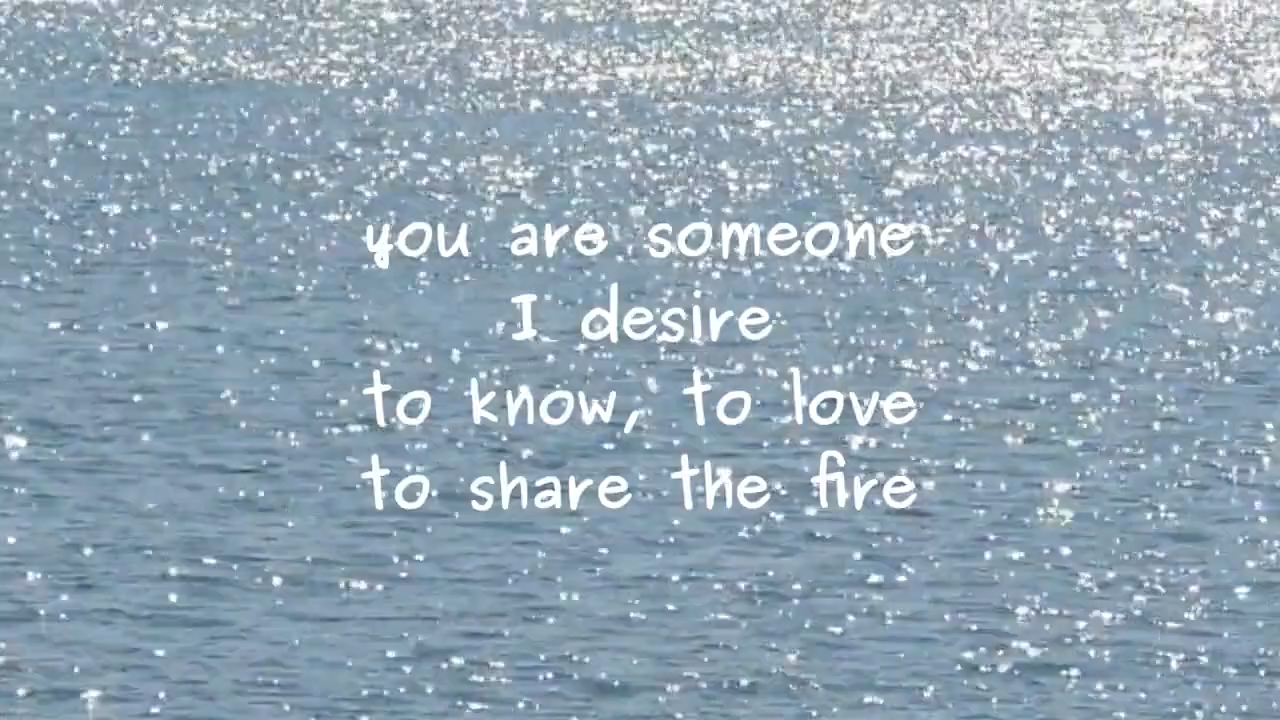 you are someone
I desire
to know, to love
to share the fire